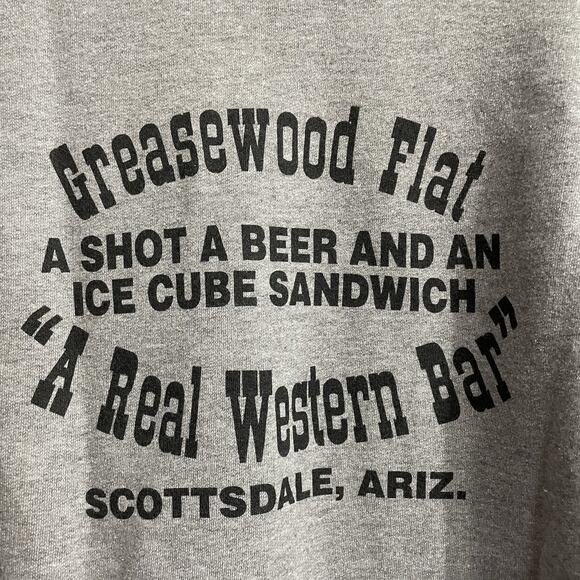 Greasewood Flat
A SHOT A BEER AND AN
ICE CUBE SANDWICH
"A Real Western Bar"
SCOTTSDALE, ARIZ.